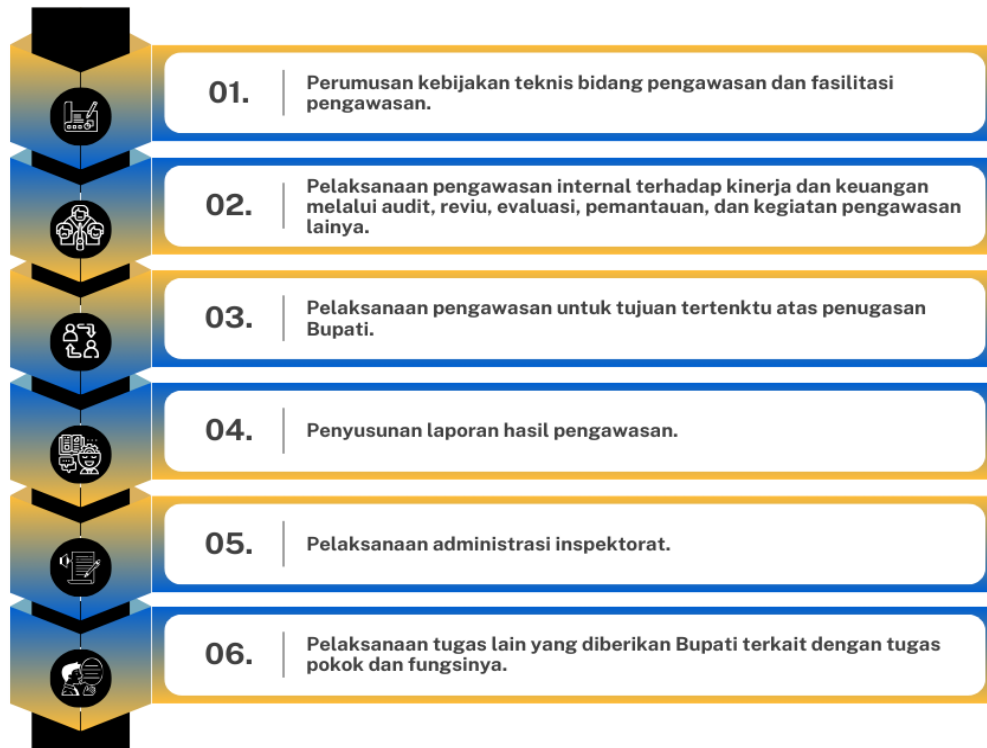 01.
Perumusan kebijakan teknis bidang pengawasan dan fasilitasi
pengawasan.
02.
Pelaksanaan pengawasan internal terhadap kinerja dan keuangan
melalui audit, reviu, evaluasi, pemantauan, dan kegiatan pengawasan
lainya.
03.
Pelaksanaan pengawasan untuk tujuan tertenktu atas penugasan
Bupati.
04.
Penyusunan laporan hasil pengawasan.
05.
Pelaksanaan administrasi inspektorat.
06.
Pelaksanaan tugas lain yang diberikan Bupati terkait dengan tugas
pokok dan fungsinya.